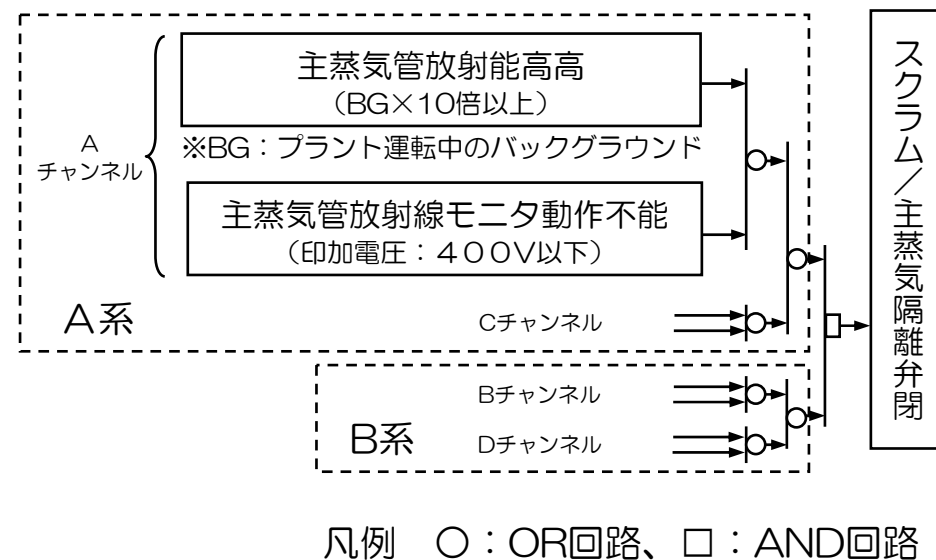 主蒸気管放射能高高
(BG×10倍以上)
※BG:プラント運転中のバックグラウンド
A
チャンネル
主蒸気管放射線モニタ動作不能
(印加電圧:400V以下)
A系
Cチャンネル
Bチャンネル
B系
Dチャンネル
スクラム/主蒸気隔離弁閉
凡例 ○:OR回路、□:AND回路